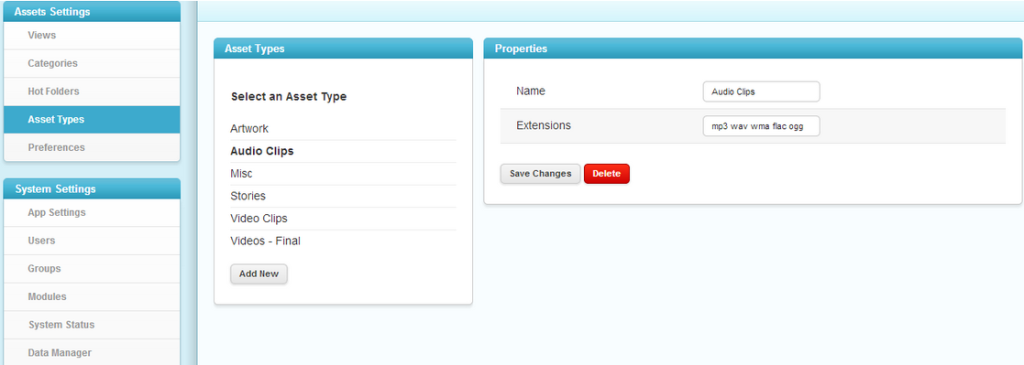 Assets Settings
Views
Categories
Hot Folders
Asset Types
Preferences
System Settings
App Settings
Users
Groups
Modules
System Status
Data Manager
Asset Types
Select an Asset Type
Artwork
Audio Clips
Misc
Stories
Video Clips
Videos - Final
Add New
Properties
Name Audio Clips
Extensions mp3 wav wma flac ogg
Save Changes Delete